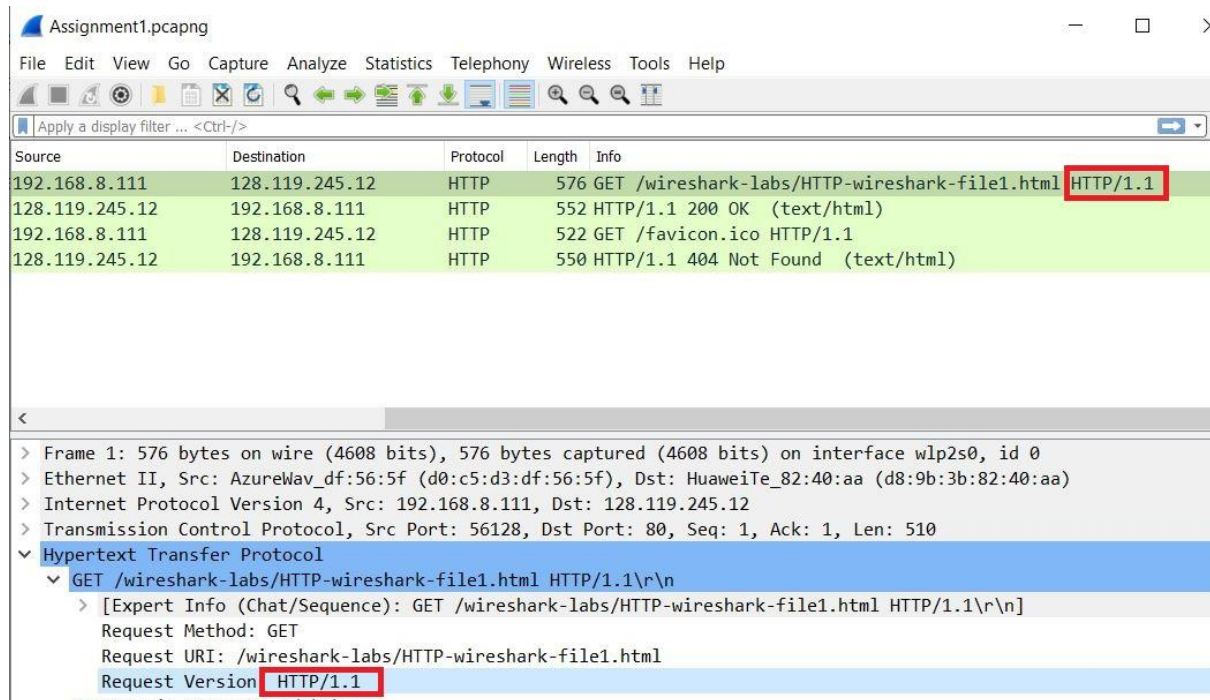 Assignment1.pcapng
File Edit View Go Capture Analyze Statistics Telephony Wireless Tools Help
Apply a display filter ... <Ctrl-/>
Source Destination Protocol Length Info
192.168.8.111 128.119.245.12 HTTP 576 GET /wireshark-labs/HTTP-wireshark-file1.html HTTP/1.1
128.119.245.12 192.168.8.111 HTTP 552 HTTP/1.1 200 OK (text/html)
192.168.8.111 128.119.245.12 HTTP 522 GET /favicon.ico HTTP/1.1
128.119.245.12 192.168.8.111 HTTP 550 HTTP/1.1 404 Not Found (text/html)
Frame 1: 576 bytes on wire (4608 bits), 576 bytes captured (4608 bits) on interface wlp2s0, id 0
Ethernet II, Src: AzureWav_df:56:5f (d0:c5:d3:df:56:5f), Dst: HuaweiTe_82:40:aa (d8:9b:3b:82:40:aa)
Internet Protocol Version 4, Src: 192.168.8.111, Dst: 128.119.245.12
Transmission Control Protocol, Src Port: 56128, Dst Port: 80, Seq: 1, Ack: 1, Len: 510
Hypertext Transfer Protocol
GET /wireshark-labs/HTTP-wireshark-file1.html HTTP/1.1\r\n
[Expert Info (Chat/Sequence): GET /wireshark-labs/HTTP-wireshark-file1.html HTTP/1.1\r\n]
Request Method: GET
Request URI: /wireshark-labs/HTTP-wireshark-file1.html
Request Version HTTP/1.1